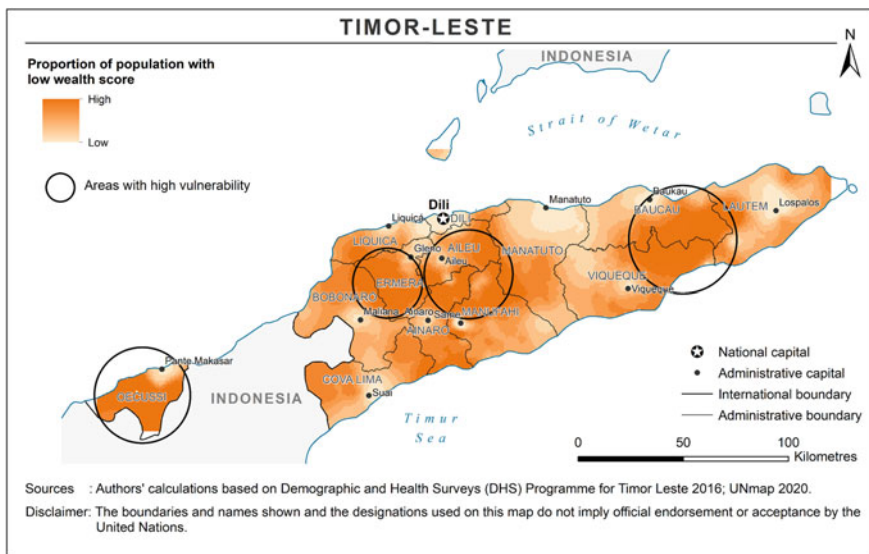 TIMOR-LESTE
INDONESIA
N
Proportion of population with
low wealth score
High
Low
Areas with high vulnerability
Strait of Wetar
Dili
DILI
Manatuto
Baukau
BAUCAU
LAUTEM
Lospalos
Liquiçá
LIQUICA
Gleno
AILEU
Aileu
MANATUTO
ERMERA
VIQUEQUE
Viqueque
BOBONARO
Maliana
Ainaro
Same
MANUFAHI
AINARO
Pante Makasar
OECUSSI
INDONESIA
COVA LIMA
Suai
Timur
Sea
National capital
Administrative capital
International boundary
Administrative boundary
0 50 100
Kilometres
Sources : Authors' calculations based on Demographic and Health Surveys (DHS) Programme for Timor Leste 2016; UNmap 2020.
Disclaimer: The boundaries and names shown and the designations used on this map do not imply official endorsement or acceptance by the
United Nations.